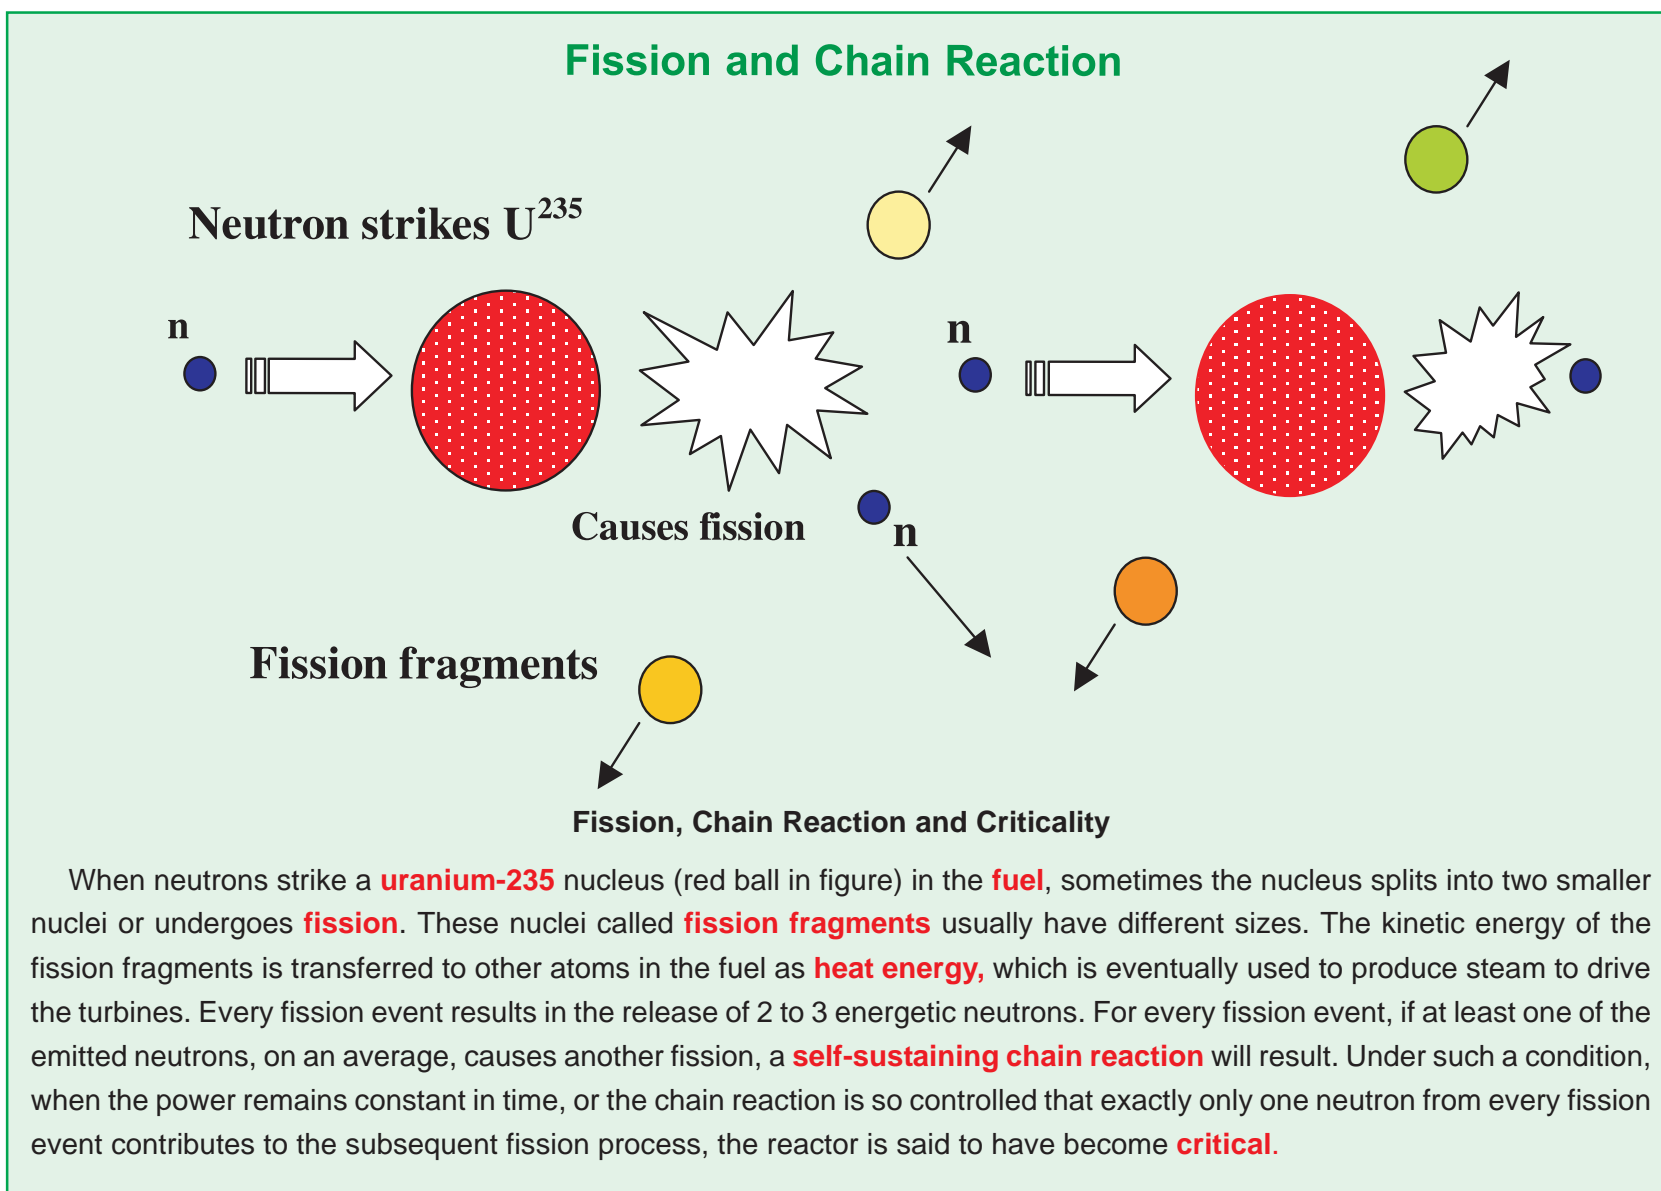 Fission and Chain Reaction
Neutron strikes U²³⁵
n
n
Causes fission
n
Fission fragments
Fission, Chain Reaction and Criticality
When neutrons strike a uranium-235 nucleus (red ball in figure) in the fuel, sometimes the nucleus splits into two smaller
nuclei or undergoes fission. These nuclei called fission fragments usually have different sizes. The kinetic energy of the
fission fragments is transferred to other atoms in the fuel as heat energy, which is eventually used to produce steam to drive
the turbines. Every fission event results in the release of 2 to 3 energetic neutrons. For every fission event, if at least one of the
emitted neutrons, on an average, causes another fission, a self-sustaining chain reaction will result. Under such a condition,
when the power remains constant in time, or the chain reaction is so controlled that exactly only one neutron from every fission
event contributes to the subsequent fission process, the reactor is said to have become critical.